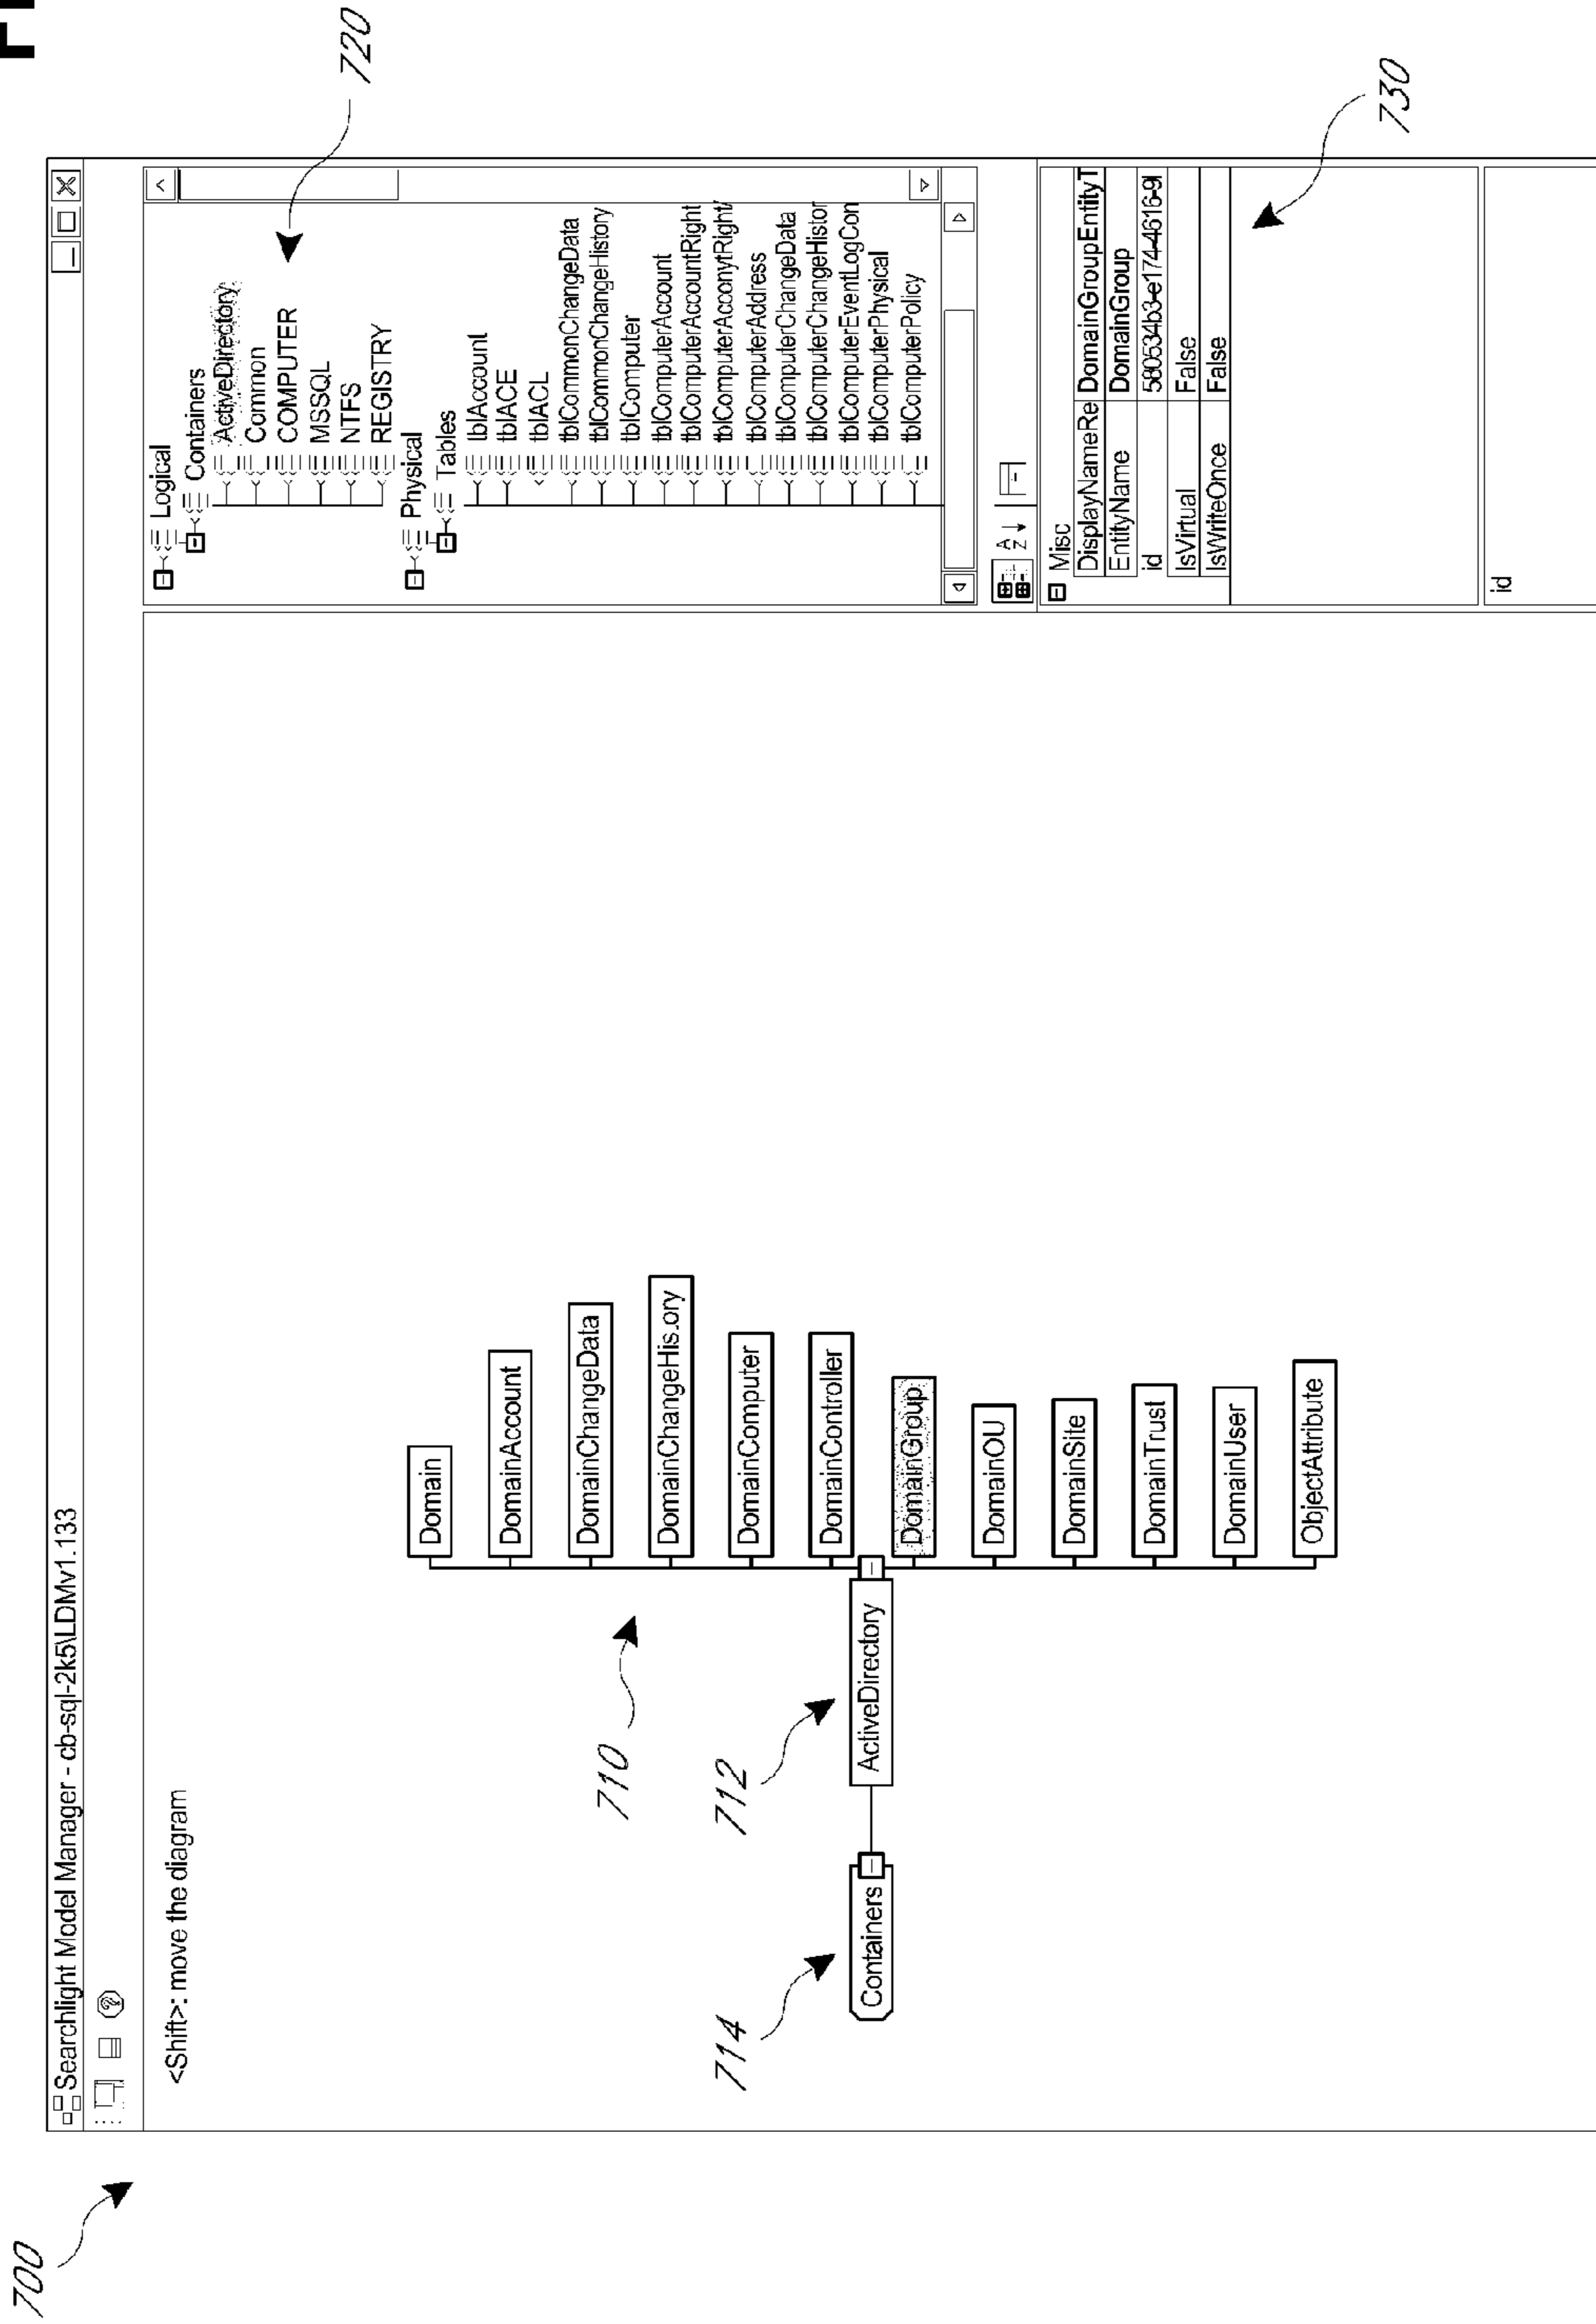 700
Searchlight Model Manager - cb-sql-2k5\LDMv1.133
<Shift>: move the diagram
714
Containers
712
ActiveDirectory
710
Domain
DomainAccount
DomainChangeData
DomainChangeHis.ory
DomainComputer
DomainController
DomainGroup
DomainOU
DomainSite
DomainTrust
DomainUser
ObjectAttribute
720
Logical
Containers
ActiveDirectory
Common
COMPUTER
MSSQL
NTFS
REGISTRY
Physical
Tables
tblAccount
tblACE
tblACL
tblCommonChangeData
tblCommonChangeHistory
tblComputer
tblComputerAccount
tblComputerAccountRight
tblComputerAcconytRight/
tblComputerAddress
tblComputerChangeData
tblComputerChangeHistor
tblComputerEventLogCon
tblComputerPhysical
tblComputerPolicy
A
Z
730
Misc
DisplayNameRe DomainGroupEntityT
EntityName DomainGroup
id 580534b3-e174-4616-9
IsVirtual False
IsWriteOnce False
id